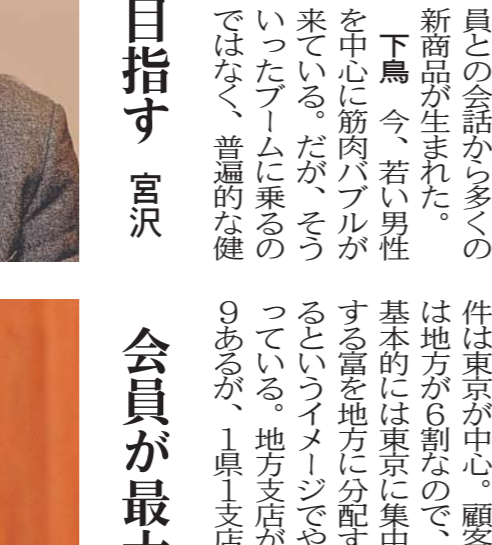 員との会話から多くの
新商品が生まれた。
下鳥　今、若い男性
を中心に筋肉バブルが
来ている。だが、そう
いったブームに乗るの
ではなく、普遍的な健
目指す　宮沢
件は東京が中心。顧客
は地方が6割なので、
基本的には東京に集中
する富を地方に分配す
るというイメージでや
っている。地方支店が
9あるが、1県1支店
会員が最